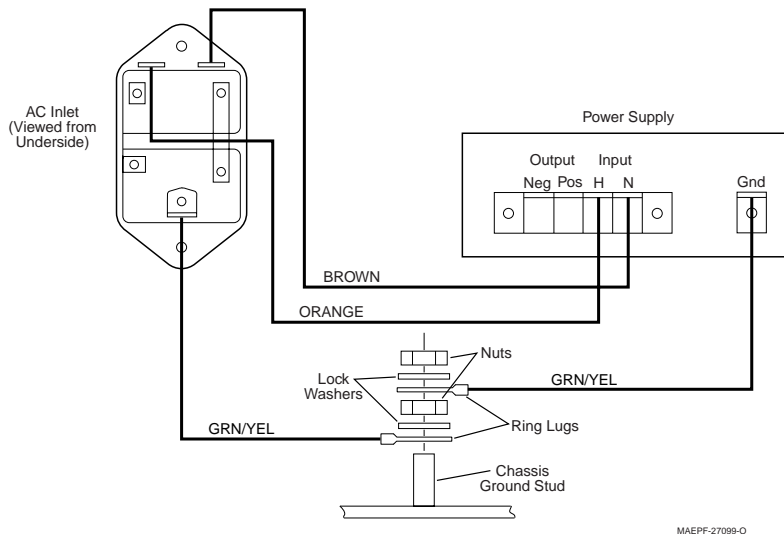 AC Inlet
(Viewed from
Underside)
Power Supply
Output Input
Neg Pos H N
Gnd
BROWN
ORANGE
Nuts
Lock
Washers
GRN/YEL
Ring Lugs
GRN/YEL
Chassis
Ground Stud
MAEPF-27099-O